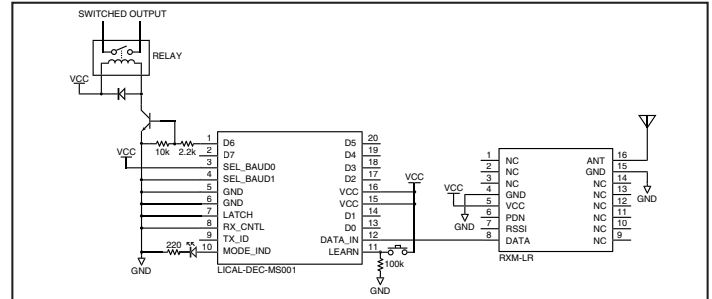 SWITCHED OUTPUT
RELAY
VCC
10k 2.2k
VCC
220
GND
1 D6
2 D7
3 SEL_BAUD0
4 SEL_BAUD1
5 GND
6 GND
7 LATCH
8 RX_CNTL
9 TX_ID
10 MODE_IND
D5 20
D4 19
D3 18
D2 17
VCC 16
VCC 15
D1 14
D0 13
DATA_IN 12
LEARN 11
LICAL-DEC-MS001
VCC
100k
GND
VCC
GND
1 NC
2 NC
3 NC
4 GND
5 VCC
6 PDN
7 RSSI
8 DATA
ANT 16
GND 15
NC 14
NC 13
NC 12
NC 11
NC 10
NC 9
RXM-LR
GND